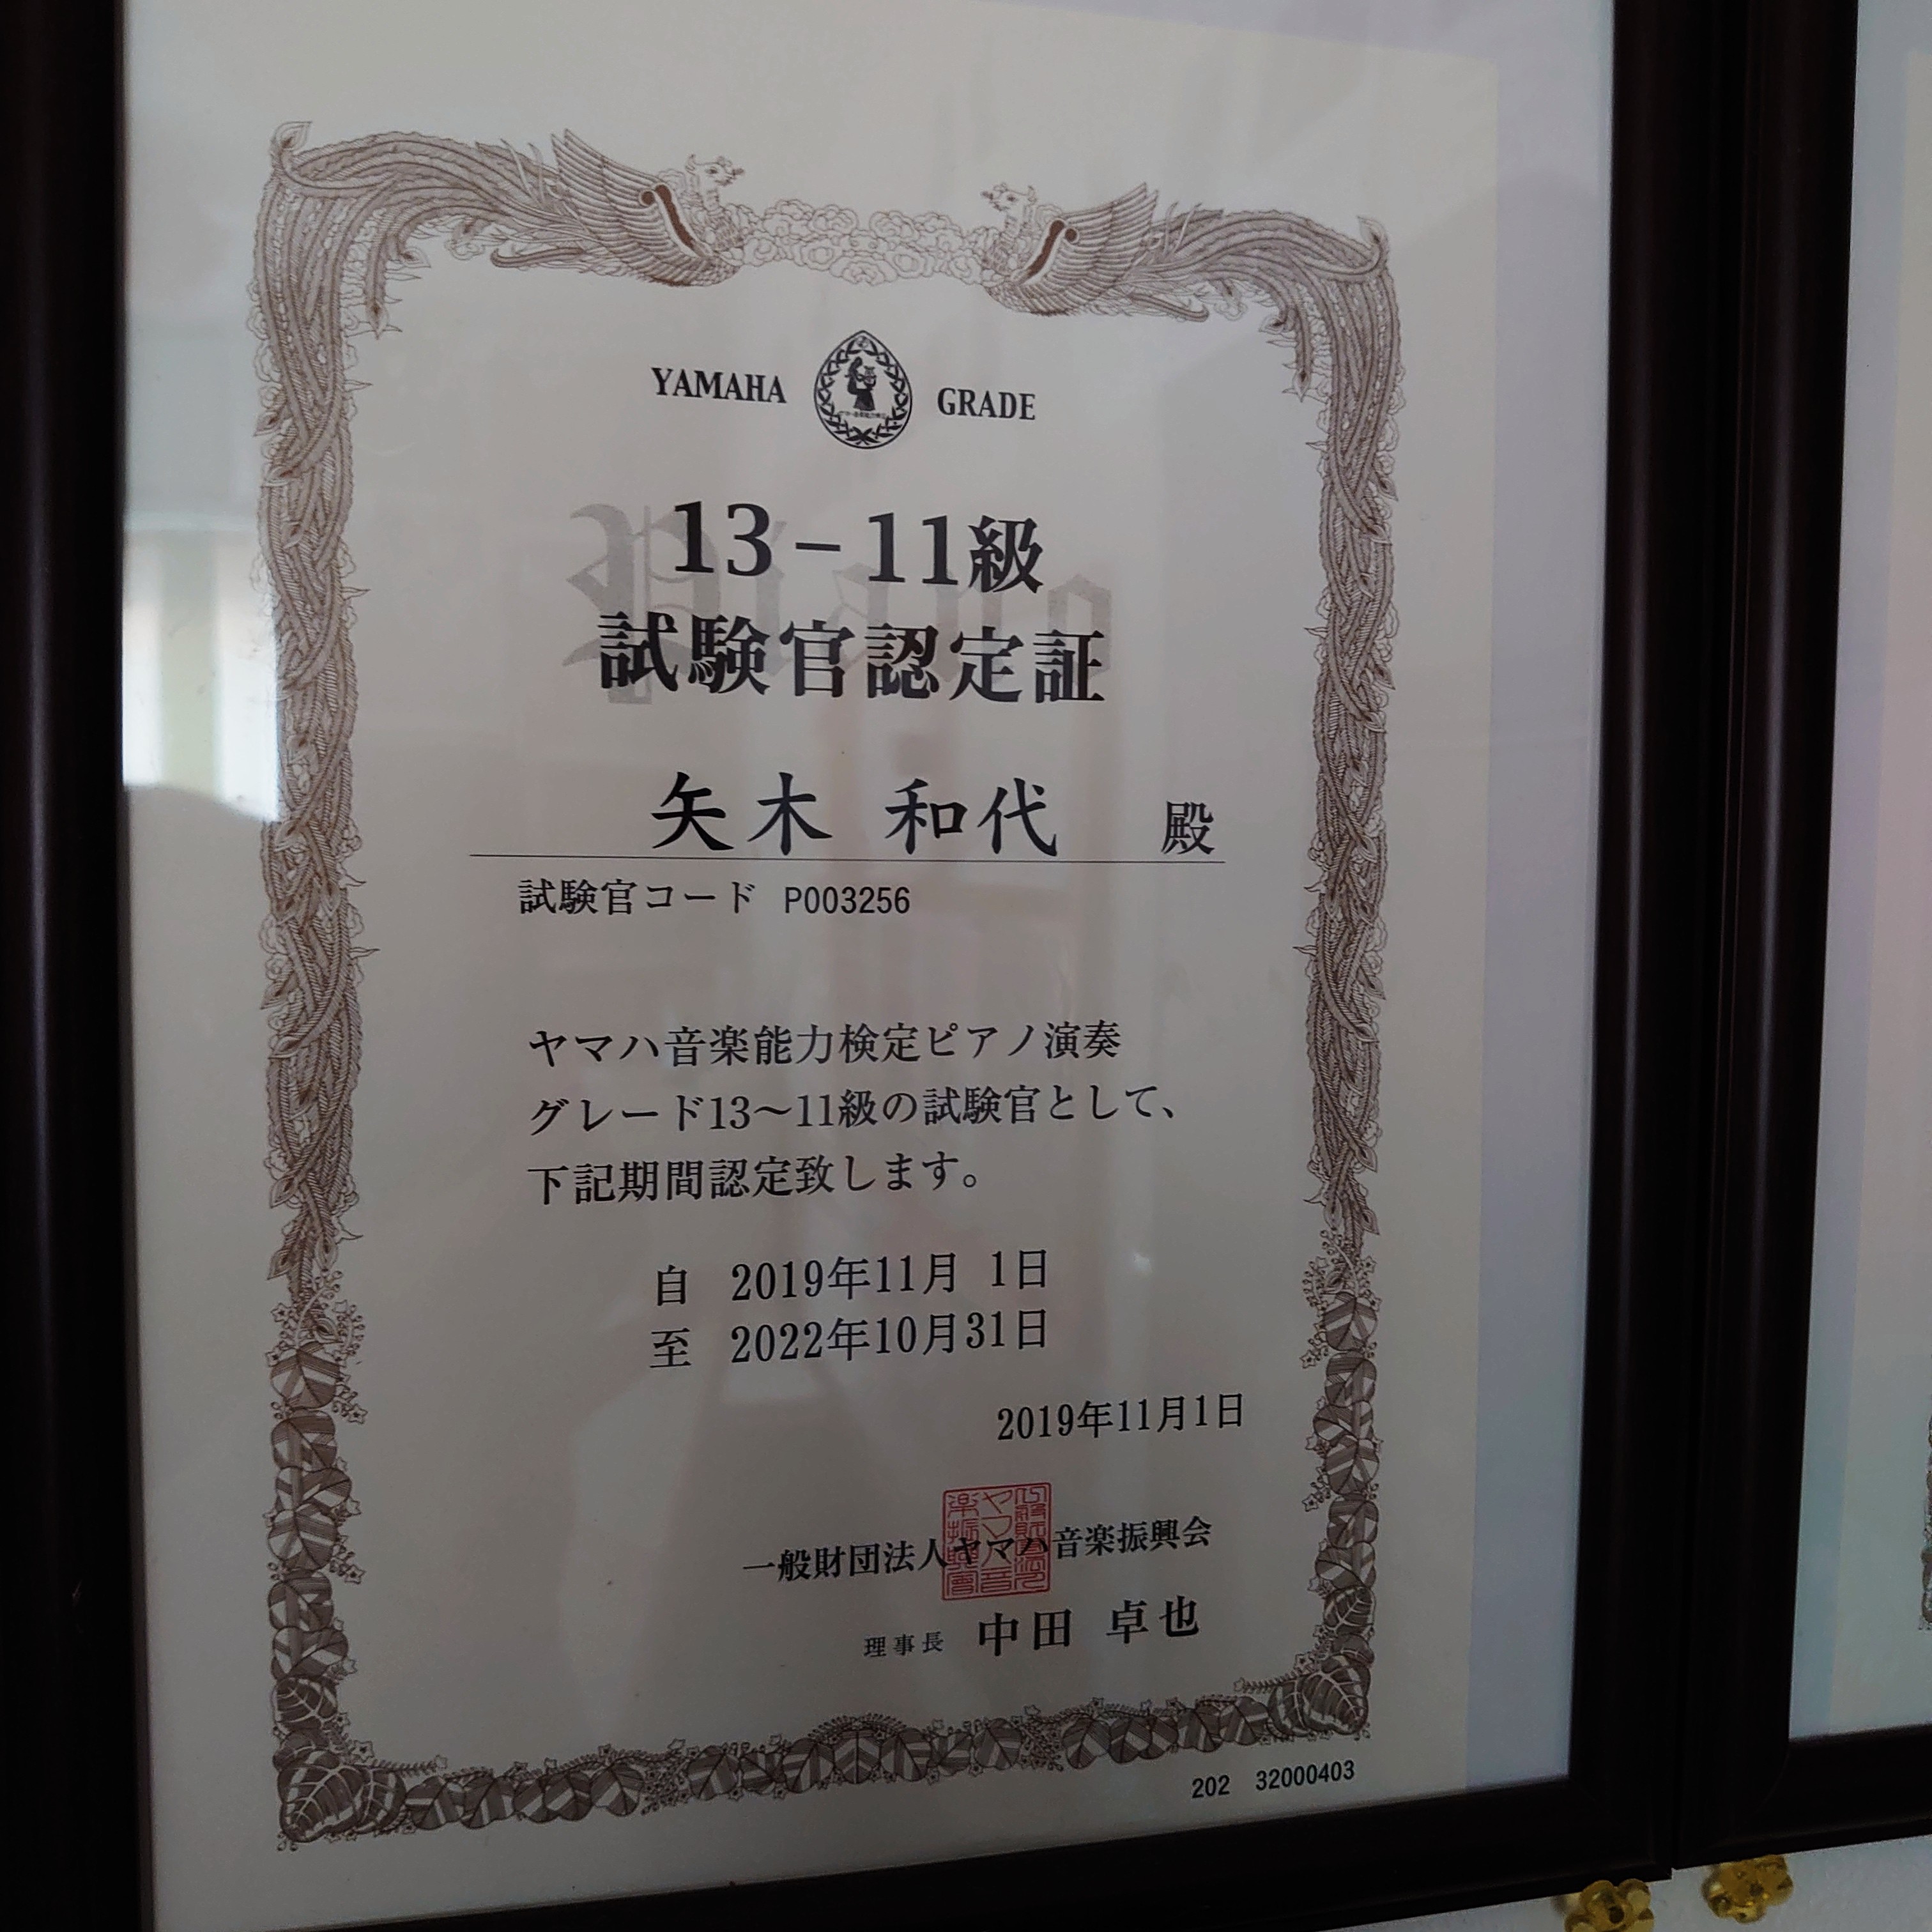 YAMAHA GRADE
Piano
13-11級
試験官認定証
矢木 和代 殿
試験官コード P003256
ヤマハ音楽能力検定ピアノ演奏
グレード13〜11級の試験官として、
下記期間認定致します。
自 2019年11月 1日
至 2022年10月31日
2019年11月1日
一般財団法人ヤマハ音楽振興会
理事長 中田 卓也
202 32000403